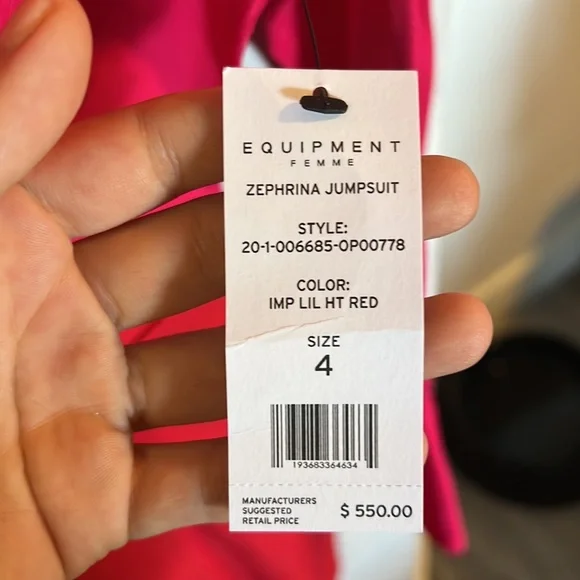 EQUIPMENT
FEMME
ZEPHRINA JUMPSUIT
STYLE:
20-1-006685-OP00778
COLOR:
IMP LIL HT RED
SIZE
4
193683364634
MANUFACTURERS
SUGGESTED
RETAIL PRICE
$ 550.00